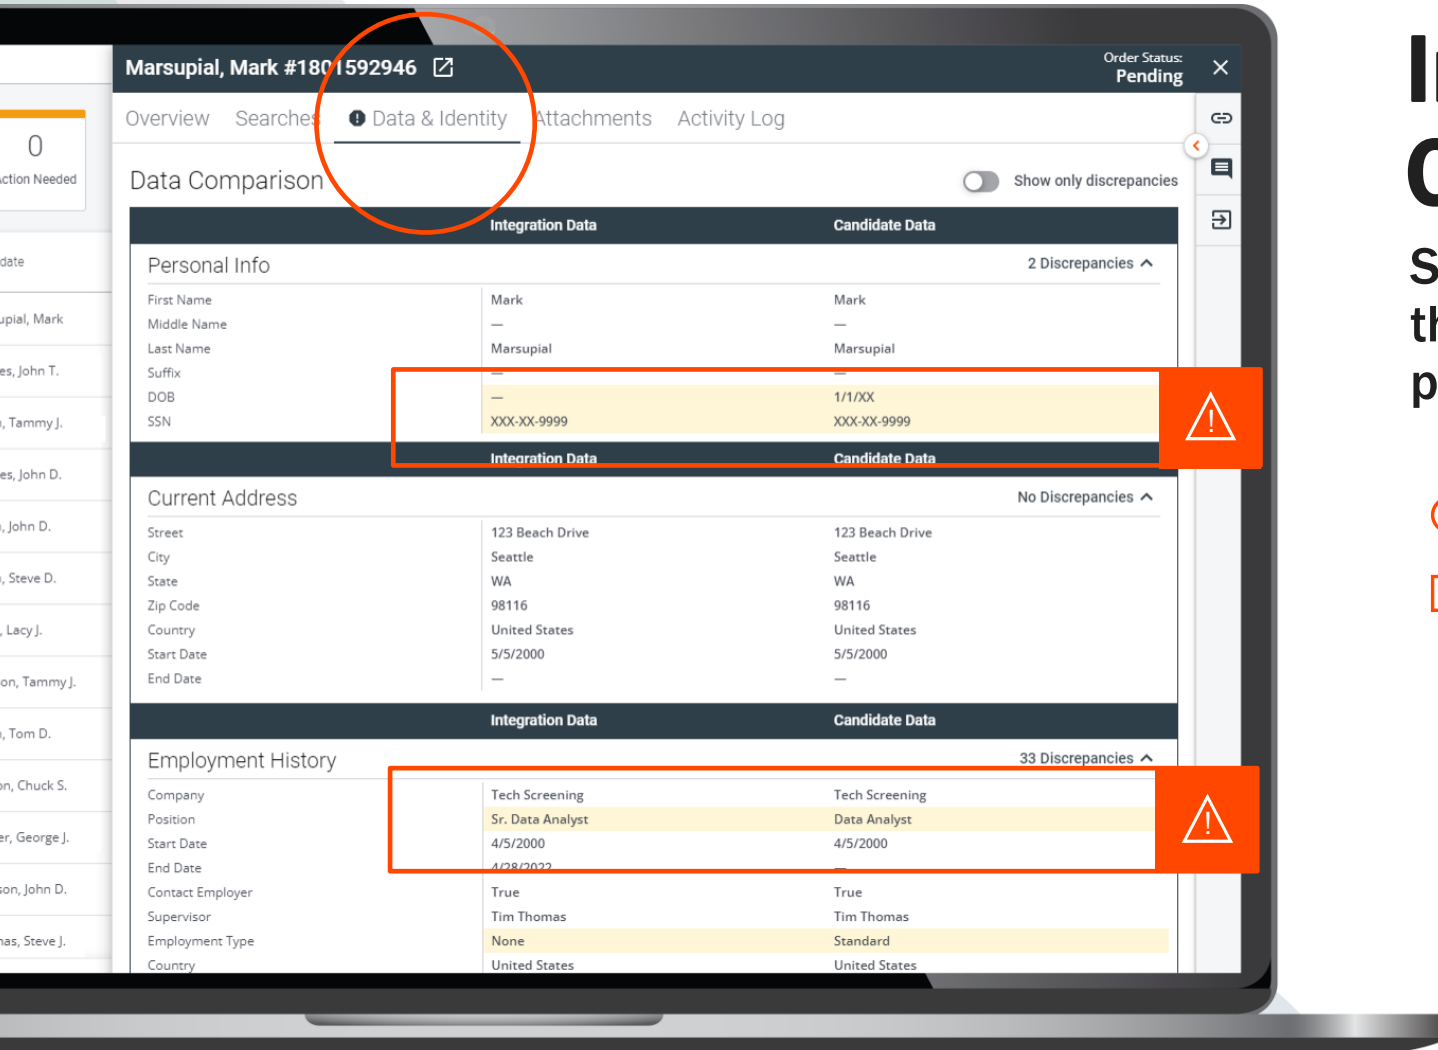 Marsupial, Mark #1801592946
Order Status:
Pending
Overview Searches Data & Identity Attachments Activity Log
0
Action Needed
Data Comparison
Show only discrepancies
Integration Data Candidate Data
Personal Info 2 Discrepancies
First Name Mark Mark
Middle Name — —
Last Name Marsupial Marsupial
Suffix — —
DOB — 1/1/XX
SSN XXX-XX-9999 XXX-XX-9999
Integration Data Candidate Data
Current Address No Discrepancies
Street 123 Beach Drive 123 Beach Drive
City Seattle Seattle
State WA WA
Zip Code 98116 98116
Country United States United States
Start Date 5/5/2000 5/5/2000
End Date — —
Integration Data Candidate Data
Employment History 33 Discrepancies
Company Tech Screening Tech Screening
Position Sr. Data Analyst Data Analyst
Start Date 4/5/2000 4/5/2000
End Date 4/28/2022 —
Contact Employer True True
Supervisor Tim Thomas Tim Thomas
Employment Type None Standard
Country United States United States
date
upial, Mark
es, John T.
, Tammy J.
es, John D.
, John D.
, Steve D.
, Lacy J.
on, Tammy J.
, Tom D.
on, Chuck S.
er, George J.
son, John D.
nas, Steve J.